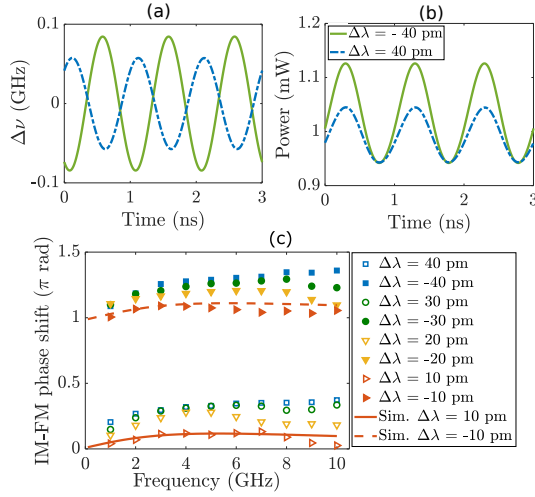 (a)
0.1
0
-0.1
Δν (GHz)
0 1 2 3
Time (ns)
(b)
Δλ = - 40 pm
Δλ = 40 pm
1.2
1.1
1
0.9
Power (mW)
0 1 2 3
Time (ns)
(c)
1.5
1
0.5
0
IM-FM phase shift (π rad)
0 2 4 6 8 10
Frequency (GHz)
Δλ = 40 pm
Δλ = -40 pm
Δλ = 30 pm
Δλ = -30 pm
Δλ = 20 pm
Δλ = -20 pm
Δλ = 10 pm
Δλ = -10 pm
Sim. Δλ = 10 pm
Sim. Δλ = -10 pm